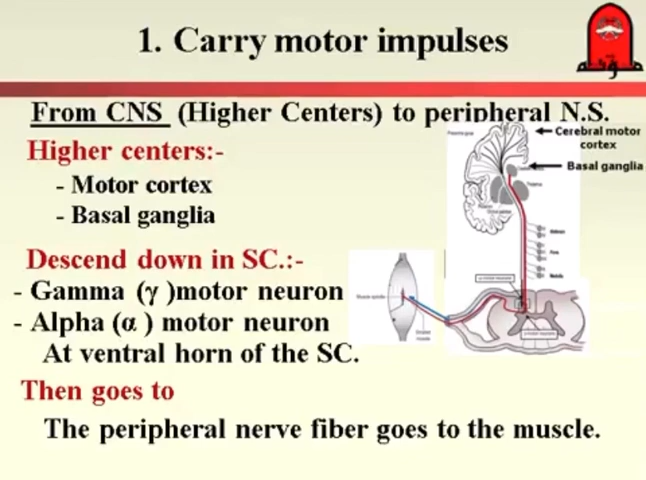 1. Carry motor impulses
From CNS (Higher Centers) to peripheral N.S.
Higher centers:-
- Motor cortex
- Basal ganglia
Cerebral motor
cortex
Basal ganglia
Descend down in SC.:-
- Gamma (γ )motor neuron
- Alpha (α ) motor neuron
At ventral horn of the SC.
Then goes to
The peripheral nerve fiber goes to the muscle.
Muscle spindle